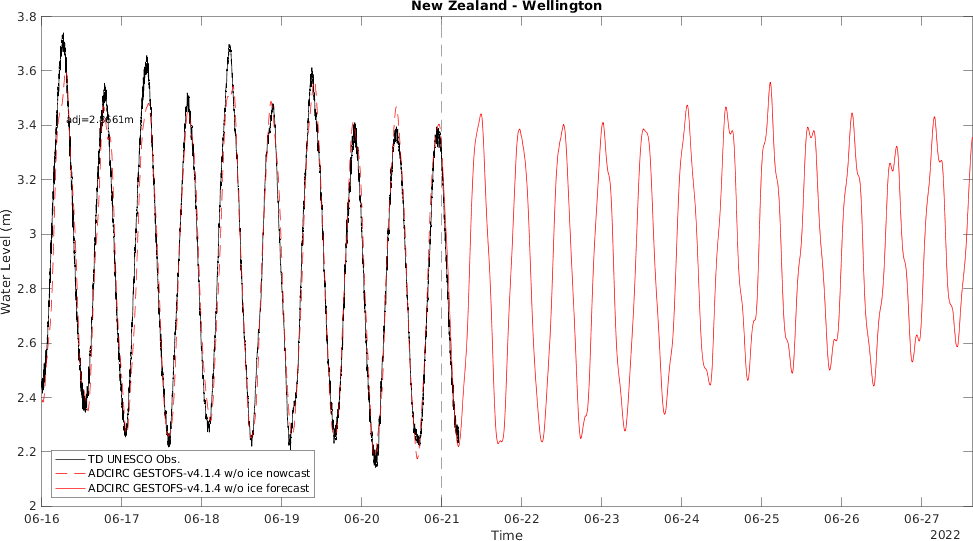 New Zealand - Wellington
3.8
3.6
3.4
3.2
3
2.8
2.6
2.4
2.2
2
Water Level (m)
TD UNESCO Obs.
ADCIRC GESTOFS-v4.1.4 w/o ice nowcast
ADCIRC GESTOFS-v4.1.4 w/o ice forecast
06-16 06-17 06-18 06-19 06-20 06-21 06-22 06-23 06-24 06-25 06-26 06-27
Time
2022